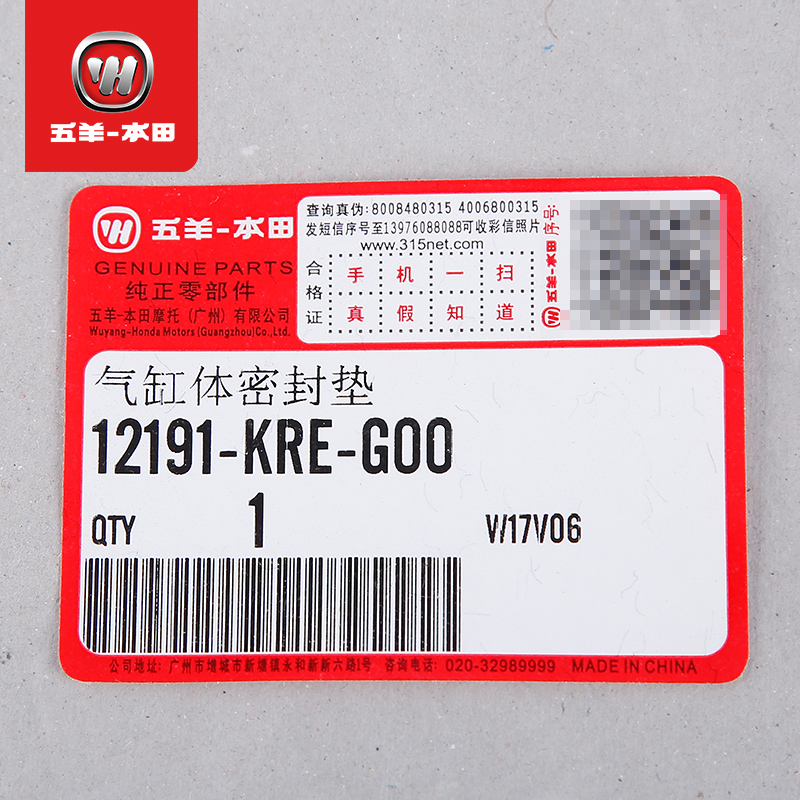 五羊-本田
五羊-本田
GENUINE PARTS
纯正零部件
五羊-本田摩托（广州）有限公司
Wuyang-Honda Motors(Guangzhou)Co.,Ltd.
查询真伪:8008480315 4006800315
发短信序号至13976088088可收彩信照片
www.315net.com
合格证
手机一扫
真假知道
五羊-本田 序号:
气缸体密封垫
12191-KRE-G00
QTY 1 W17V06
公司地址: 广州市增城市新塘镇永和新新六路1号 咨询电话: 020-32989999 MADE IN CHINA